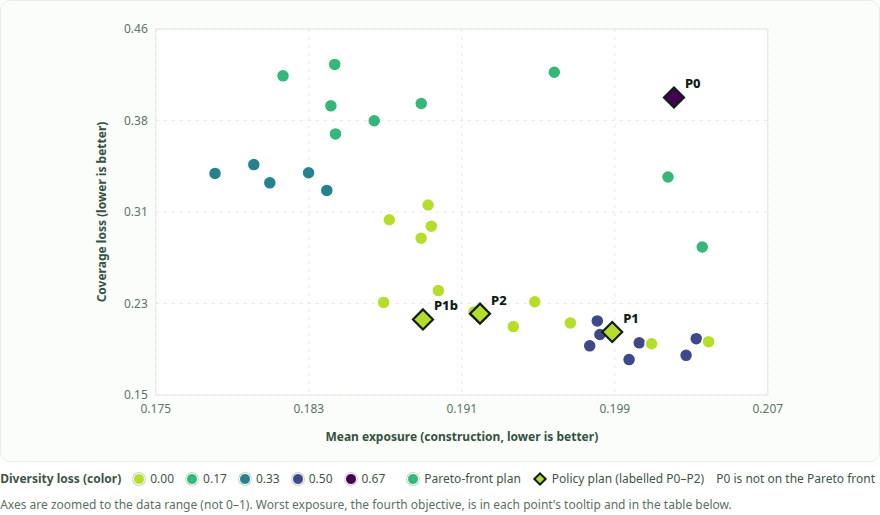 0.46
0.38
0.31
0.23
0.15
Coverage loss (lower is better)
P0
P1b
P2
P1
0.175
0.183
0.191
0.199
0.207
Mean exposure (construction, lower is better)
Diversity loss (color) 0.00 0.17 0.33 0.50 0.67 Pareto-front plan Policy plan (labelled P0–P2) P0 is not on the Pareto front
Axes are zoomed to the data range (not 0–1). Worst exposure, the fourth objective, is in each point's tooltip and in the table below.